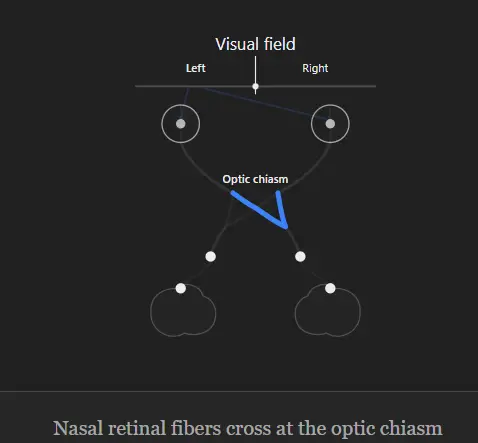 Visual field
Left
Right
Optic chiasm
Nasal retinal fibers cross at the optic chiasm